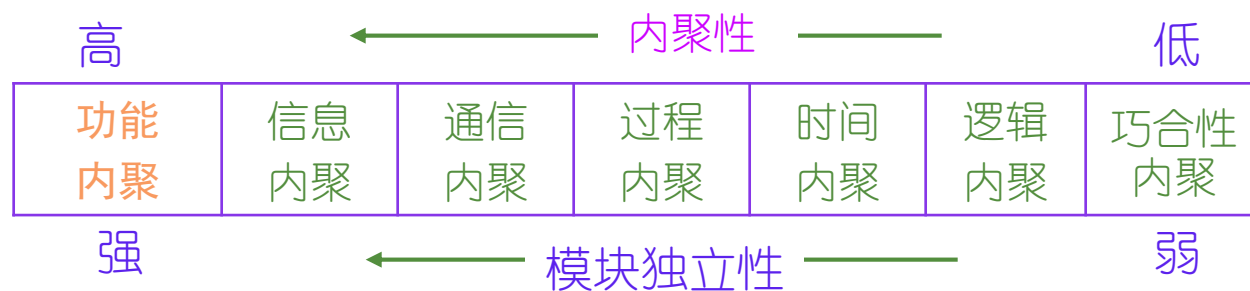 高 内聚性 低
功能 信息 通信 过程 时间 逻辑 巧合性
内聚 内聚 内聚 内聚 内聚 内聚 内聚
强 模块独立性 弱